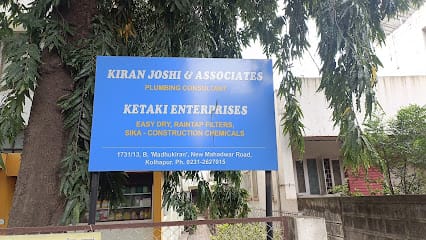 KIRAN JOSHI & ASSOCIATES
PLUMBING CONSULTANT
KETAKI ENTERPRISES
EASY DRY, RAINTAP FILTERS,
SIKA - CONSTRUCTION CHEMICALS
1731/13, B, 'Madhukiran', New Mahadwar Road,
Kolhapur. Ph. 0231-2627015